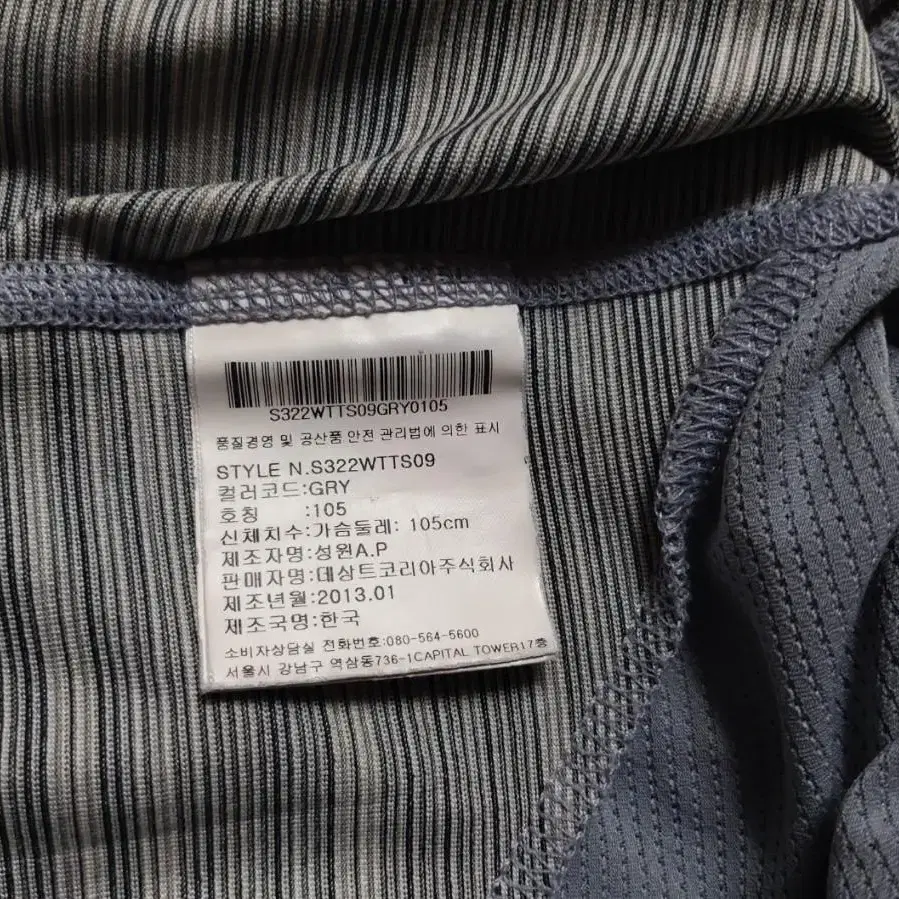 S322WTTS09GRY0105
품질경영 및 공산품 안전 관리법에 의한 표시
STYLE N.S322WTTS09
컬러코드:GRY
호칭 :105
신체치수:가슴둘레: 105cm
제조자명:성원A.P
판매자명:데상트코리아주식회사
제조년월:2013.01
제조국명:한국
소비자상담실 전화번호:080-564-5600
서울시 강남구 역삼동736-1CAPITAL TOWER17층